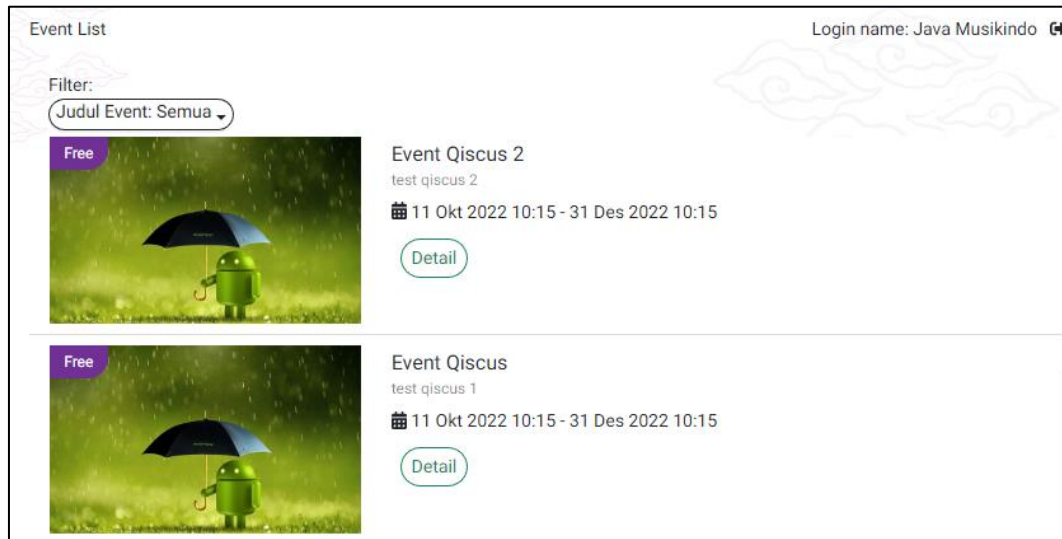 Event List
Login name: Java Musikindo
Filter:
Judul Event: Semua
Free
Event Qiscus 2
test qiscus 2
11 Okt 2022 10:15 - 31 Des 2022 10:15
Detail
Free
Event Qiscus
test qiscus 1
11 Okt 2022 10:15 - 31 Des 2022 10:15
Detail